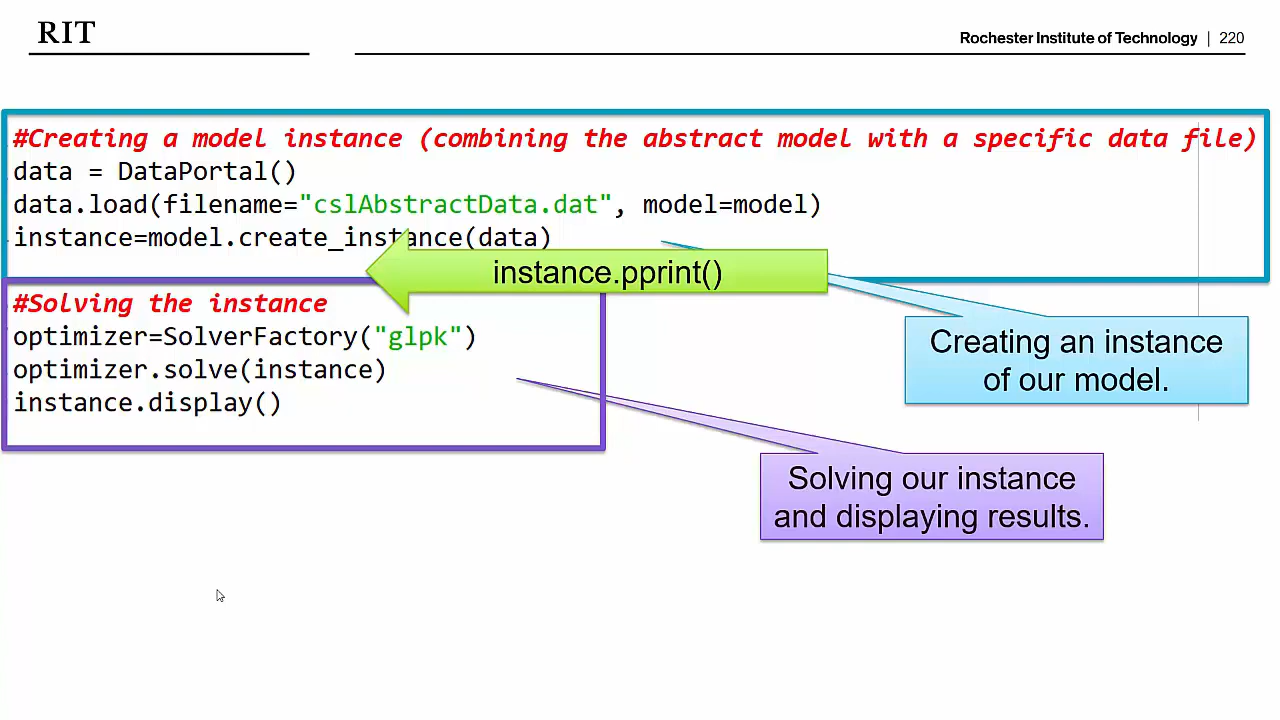 RIT
Rochester Institute of Technology | 220
#Creating a model instance (combining the abstract model with a specific data file)
data = DataPortal()
data.load(filename="cslAbstractData.dat", model=model)
instance=model.create_instance(data)
instance.pprint()
#Solving the instance
optimizer=SolverFactory("glpk")
optimizer.solve(instance)
instance.display()
Creating an instance
of our model.
Solving our instance
and displaying results.